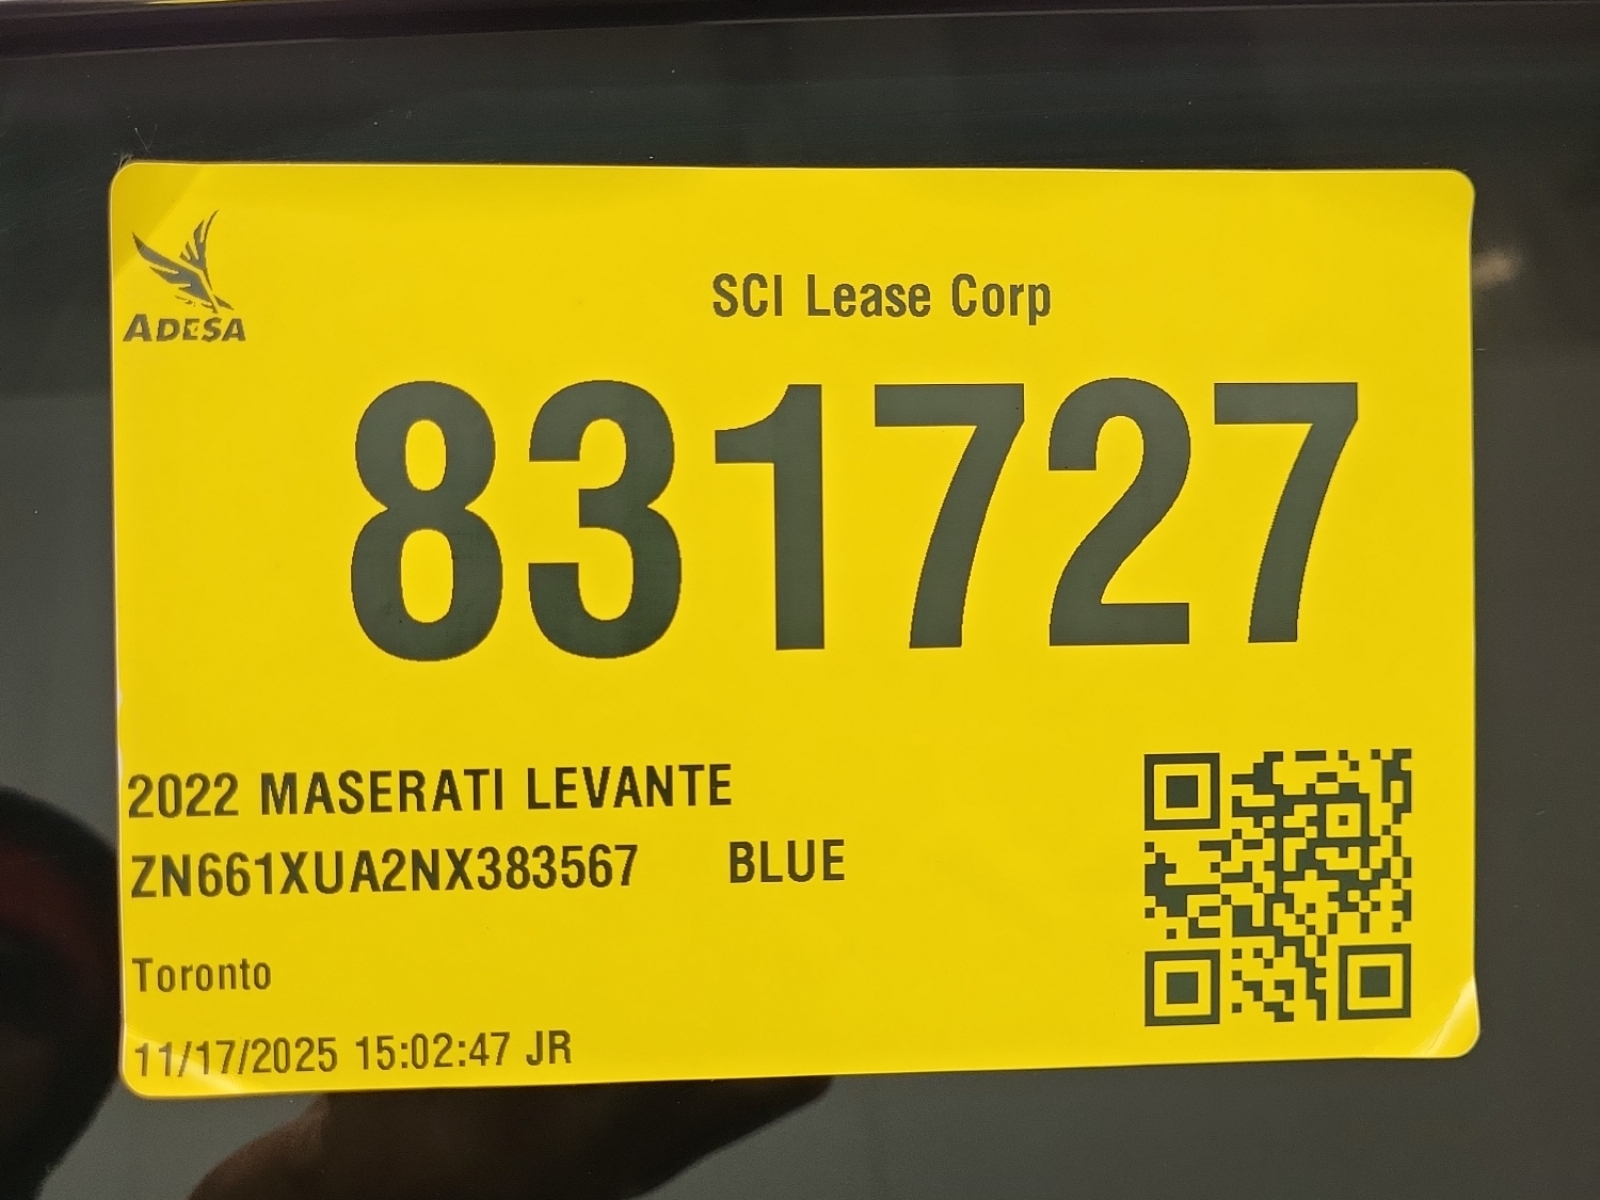 ADESA
SCI Lease Corp
831727
2022 MASERATI LEVANTE
ZN661XUA2NX383567 BLUE
Toronto
11/17/2025 15:02:47 JR